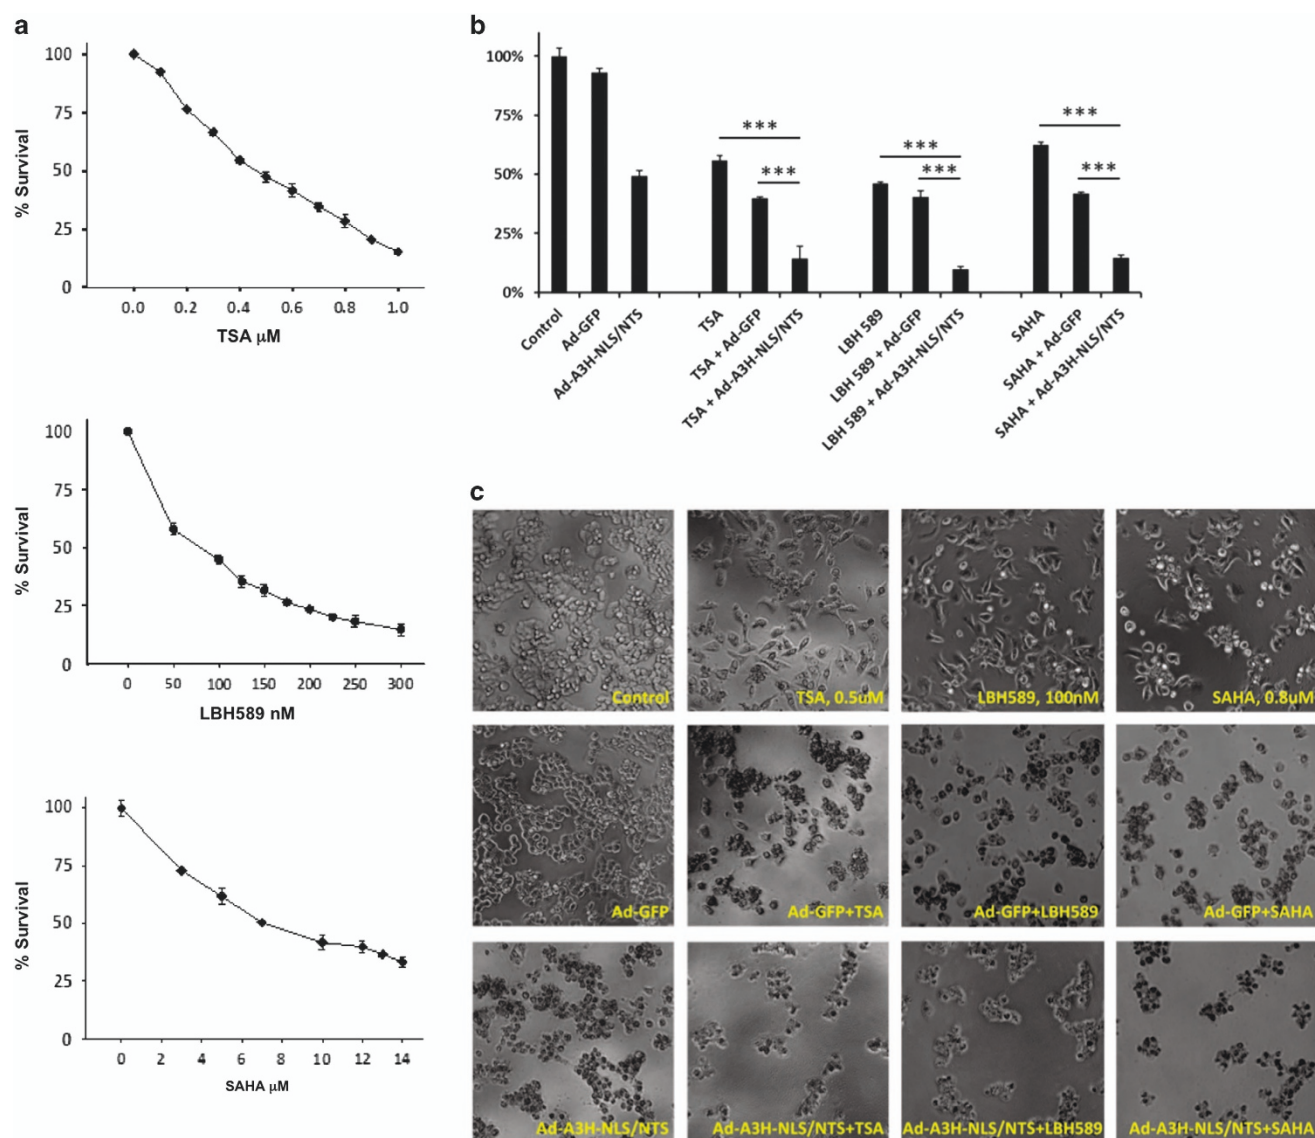 a
100
75
50
25
0
% Survival
0.0 0.2 0.4 0.6 0.8 1.0
TSA μM
100
75
50
25
0
% Survival
0 50 100 150 200 250 300
LBH589 nM
100
75
50
25
0
% Survival
0 2 4 6 8 10 12 14
SAHA μM
b
100%
75%
50%
25%
0%
***
***
***
***
***
***
Control
Ad-GFP
Ad-A3H-NLS/NTS
TSA
TSA + Ad-GFP
TSA + Ad-A3H-NLS/NTS
LBH 589
LBH 589 + Ad-GFP
LBH 589 + Ad-A3H-NLS/NTS
SAHA
SAHA + Ad-GFP
SAHA + Ad-A3H-NLS/NTS
c
Control
TSA, 0.5uM
LBH589, 100nM
SAHA, 0.8uM
Ad-GFP
Ad-GFP+TSA
Ad-GFP+LBH589
Ad-GFP+SAHA
Ad-A3H-NLS/NTS
Ad-A3H-NLS/NTS+TSA
Ad-A3H-NLS/NTS+LBH589
Ad-A3H-NLS/NTS+SAHA